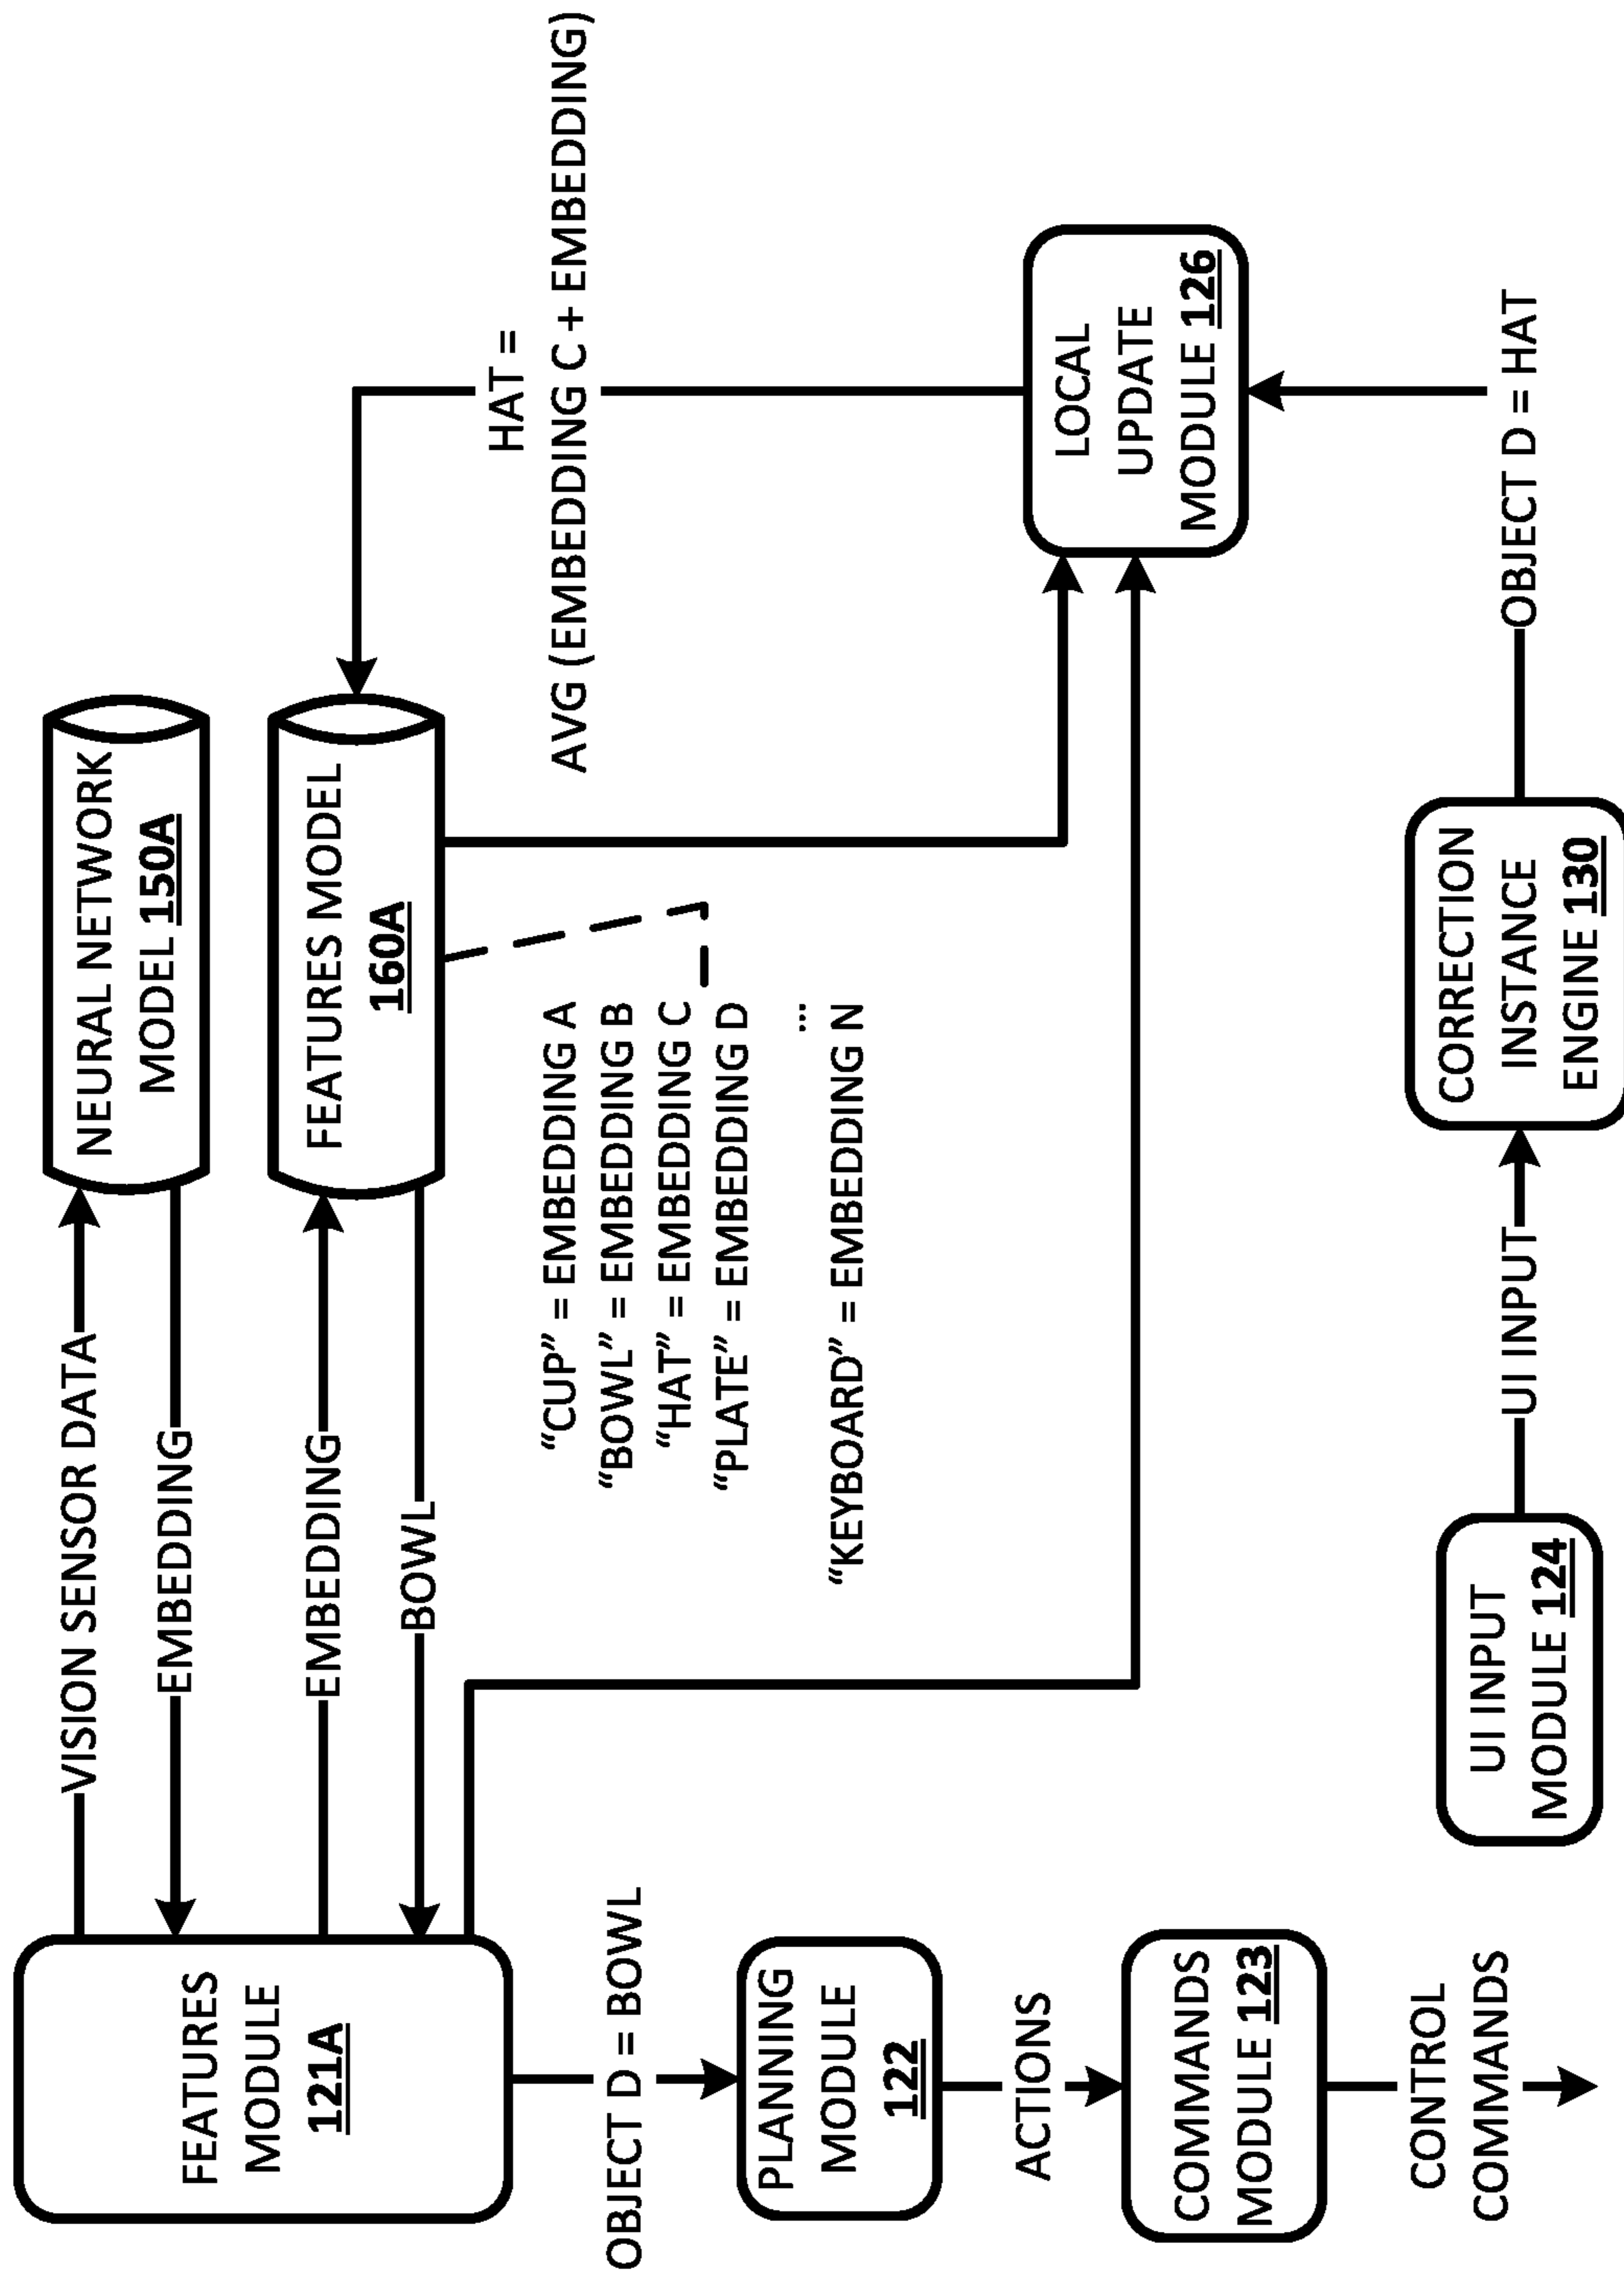 FEATURES
MODULE
121A
VISION SENSOR DATA
EMBEDDING
EMBEDDING
BOWL
NEURAL NETWORK
MODEL 150A
FEATURES MODEL
160A
HAT =
AVG (EMBEDDING C + EMBEDDING)
“CUP” = EMBEDDING A
“BOWL” = EMBEDDING B
“HAT” = EMBEDDING C
“PLATE” = EMBEDDING D
...
“KEYBOARD” = EMBEDDING N
OBJECT D = BOWL
PLANNING
MODULE
122
ACTIONS
COMMANDS
MODULE 123
CONTROL
COMMANDS
LOCAL
UPDATE
MODULE 126
UI INPUT
MODULE 124
UI INPUT
CORRECTION
INSTANCE
ENGINE 130
OBJECT D = HAT